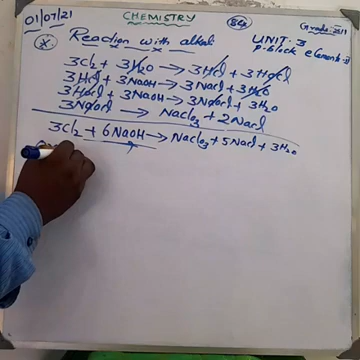 01/07/21 CHEMISTRY 84 Grade: XII
UNIT: 3
* Reaction with alkali P-block elements-II
3Cl2 + 3H2O → 3HCl + 3HOCl
3HCl + 3NaOH → 3NaCl + 3H2O
3HOCl + 3NaOH → 3NaOCl + 3H2O
3NaOCl → NaClO3 + 2NaCl
3Cl2 + 6NaOH → NaClO3 + 5NaCl + 3H2O